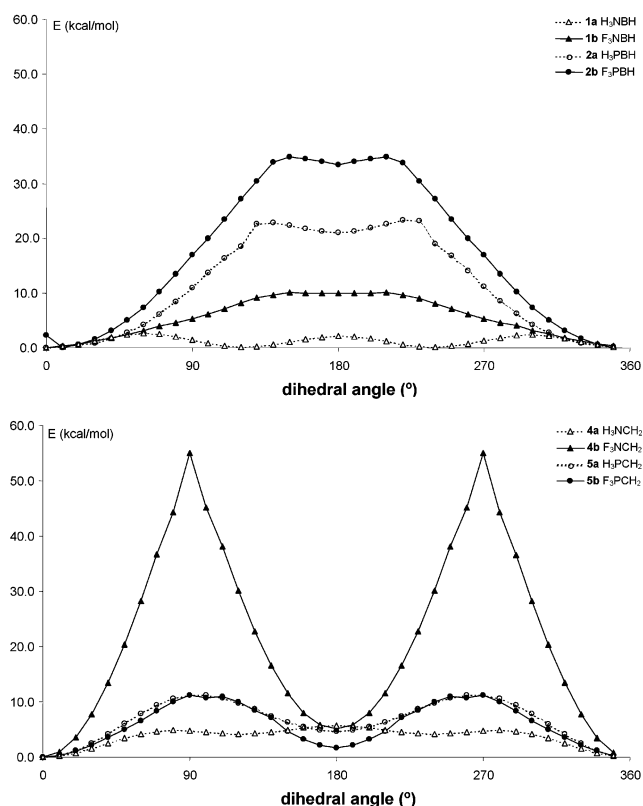 E (kcal/mol)
60.0
50.0
40.0
30.0
20.0
10.0
0.0
0
90
180
270
360
dihedral angle (º)
1a H₃NBH
1b F₃NBH
2a H₃PBH
2b F₃PBH
E (kcal/mol)
60.0
50.0
40.0
30.0
20.0
10.0
0.0
0
90
180
270
360
dihedral angle (º)
4a H₃NCH₂
4b F₃NCH₂
5a H₃PCH₂
5b F₃PCH₂